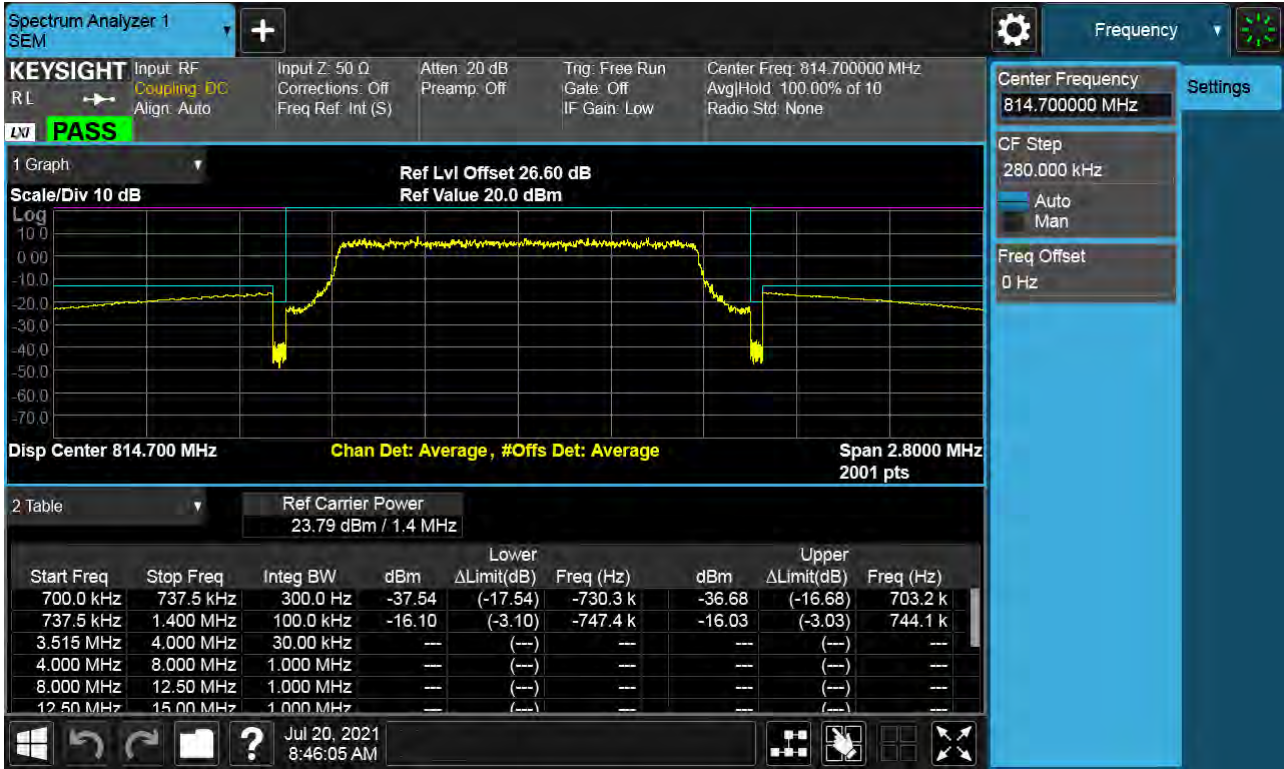 Spectrum Analyzer 1
SEM
+
Frequency
KEYSIGHT
R L
LXI
PASS
Input: RF
Coupling: DC
Align: Auto
Input Z: 50 Ω
Corrections: Off
Freq Ref: Int (S)
Atten: 20 dB
Preamp: Off
Trig: Free Run
Gate: Off
IF Gain: Low
Center Freq: 814.700000 MHz
Avg|Hold: 100.00% of 10
Radio Std: None
Center Frequency
814.700000 MHz
Settings
CF Step
280.000 kHz
Auto
Man
Freq Offset
0 Hz
1 Graph
Scale/Div 10 dB
Ref Lvl Offset 26.60 dB
Ref Value 20.0 dBm
Log
10.0
0.00
-10.0
-20.0
-30.0
-40.0
-50.0
-60.0
-70.0
Disp Center 814.700 MHz
Chan Det: Average , #Offs Det: Average
Span 2.8000 MHz
2001 pts
2 Table
Ref Carrier Power
23.79 dBm / 1.4 MHz
Lower Upper
Start Freq Stop Freq Integ BW dBm ΔLimit(dB) Freq (Hz) dBm ΔLimit(dB) Freq (Hz)
700.0 kHz 737.5 kHz 300.0 Hz -37.54 (-17.54) -730.3 k -36.68 (-16.68) 703.2 k
737.5 kHz 1.400 MHz 100.0 kHz -16.10 (-3.10) -747.4 k -16.03 (-3.03) 744.1 k
3.515 MHz 4.000 MHz 30.00 kHz --- (---) --- --- (---) ---
4.000 MHz 8.000 MHz 1.000 MHz --- (---) --- --- (---) ---
8.000 MHz 12.50 MHz 1.000 MHz --- (---) --- --- (---) ---
12.50 MHz 15.00 MHz 1.000 MHz --- (---) --- --- (---) ---
?
Jul 20, 2021
8:46:05 AM